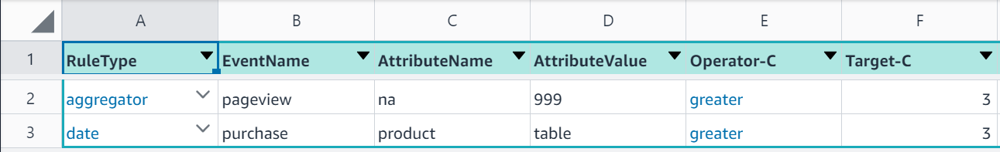 A B C D E F
1 RuleType EventName AttributeName AttributeValue Operator-C Target-C
2 aggregator pageview na 999 greater 3
3 date purchase product table greater 3